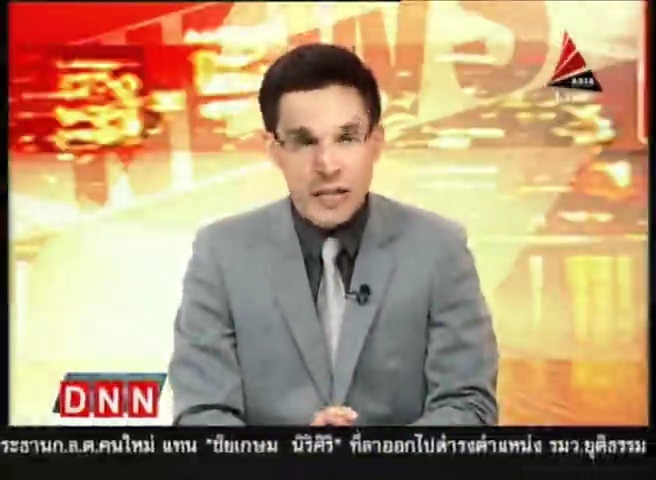 ASIA
DNN
ระธานก.ล.ต.คนใหม่ แทน "ชัยเกษม นิริศิริ" ที่ลาออกไปดำรงตำแหน่ง รมว.ยุติธรรม